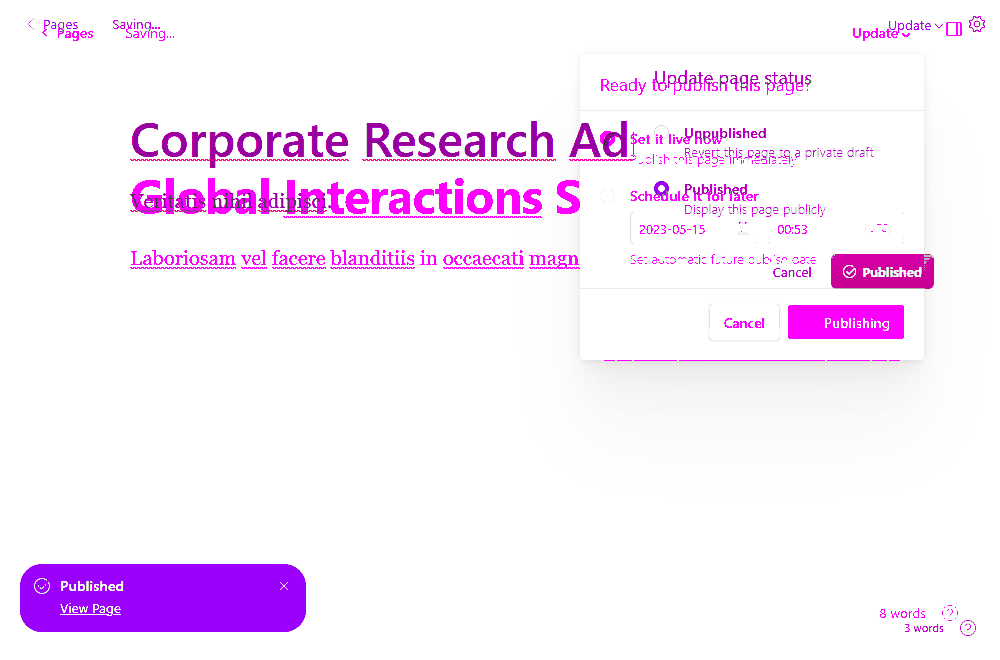 Pages Saving... Update
Pages Saving... Update
Update page status
Ready to publish this page?
Corporate Research Ad
Unpublished
Set it live now
Revert this page to a private draft
Publish this page immediately
Global Interactions S
Veritatis nihil adipisci.
Published
Schedule it for later
Display this page publicly
2023-05-15 00:53 UTC
Laboriosam vel facere blanditiis in occaecati magn
Set automatic future publish date
Cancel Published
Cancel Publishing
Published
View Page
8 words ?
3 words ?